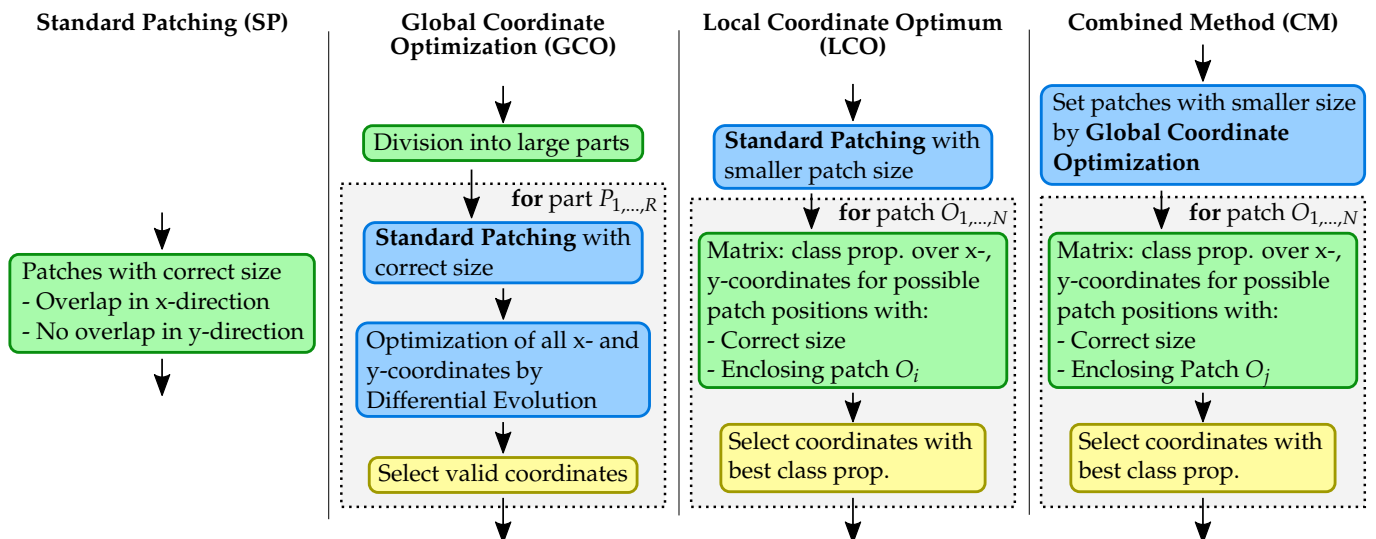 Standard Patching (SP)
Patches with correct size
- Overlap in x-direction
- No overlap in y-direction
Global Coordinate
Optimization (GCO)
Division into large parts
for part P1,...,R
Standard Patching with
correct size
Optimization of all x- and
y-coordinates by
Differential Evolution
Select valid coordinates
Local Coordinate Optimum
(LCO)
Standard Patching with
smaller patch size
for patch O1,...,N
Matrix: class prop. over x-,
y-coordinates for possible
patch positions with:
- Correct size
- Enclosing patch Oi
Select coordinates with
best class prop.
Combined Method (CM)
Set patches with smaller size
by Global Coordinate
Optimization
for patch O1,...,N
Matrix: class prop. over x-,
y-coordinates for possible
patch positions with:
- Correct size
- Enclosing Patch Oj
Select coordinates with
best class prop.